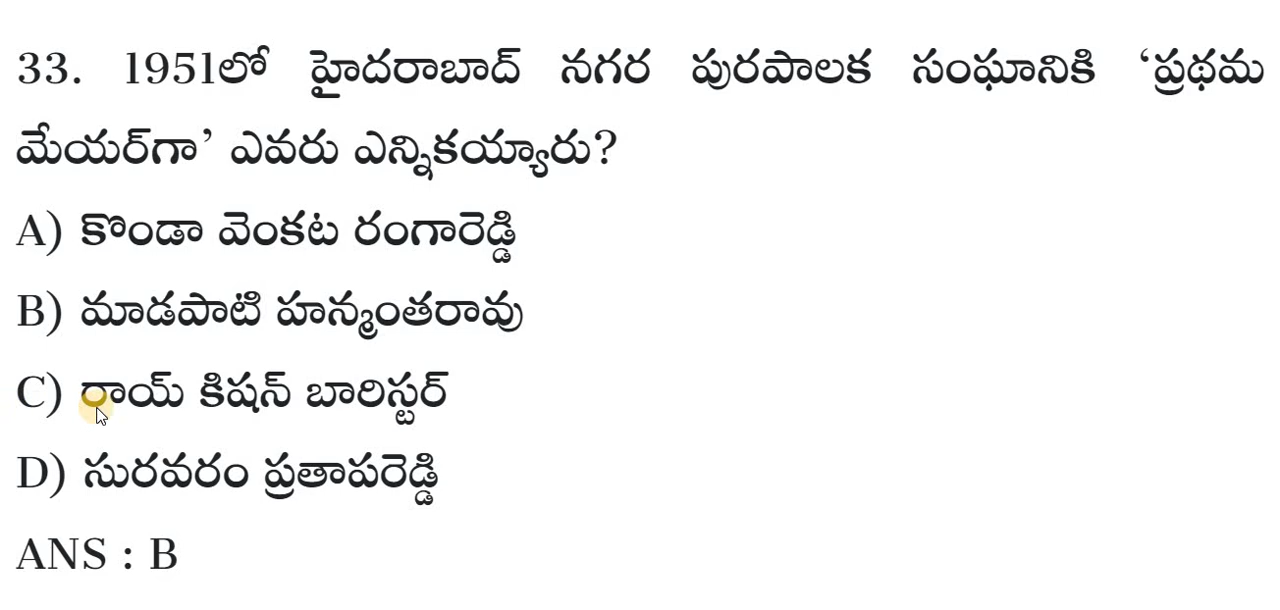 33. 1951లో హైదరాబాద్ నగర పురపాలక సంఘానికి ‘ప్రథమ
మేయర్‌గా’ ఎవరు ఎన్నికయ్యారు?
A) కొండా వెంకట రంగారెడ్డి
B) మాడపాటి హన్మంతరావు
C) రాయ్ కిషన్ బారిస్టర్
D) సురవరం ప్రతాపరెడ్డి
ANS : B